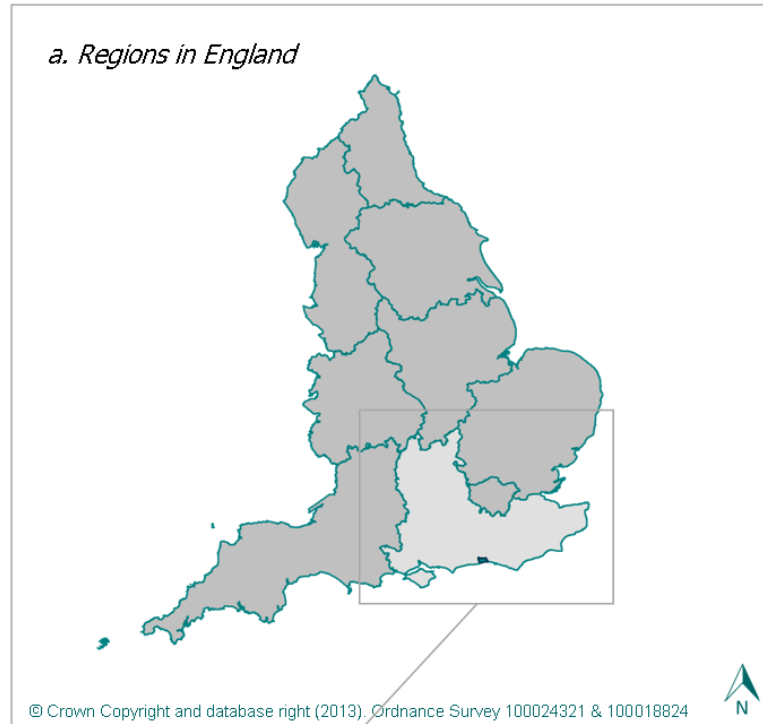 a. Regions in England
© Crown Copyright and database right (2013). Ordnance Survey 100024321 & 100018824
N